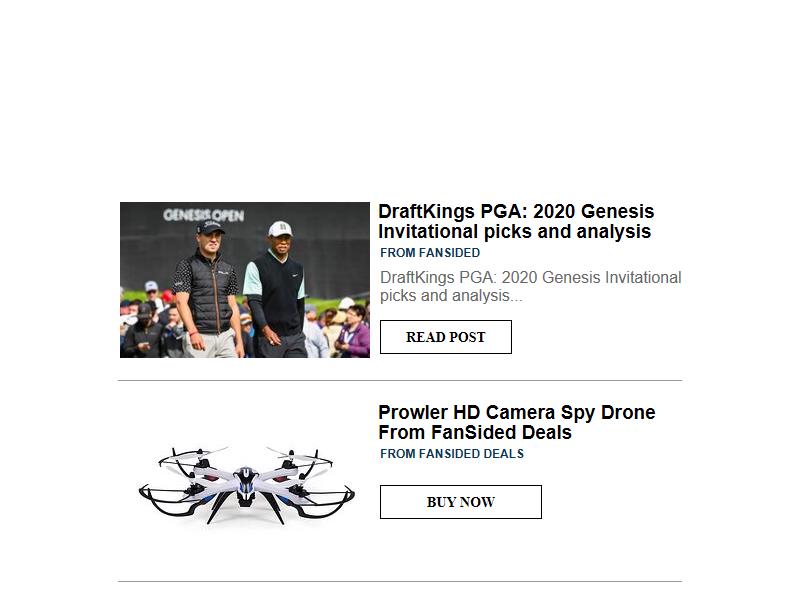 GENESIS OPEN
DraftKings PGA: 2020 Genesis
Invitational picks and analysis
FROM FANSIDED
DraftKings PGA: 2020 Genesis Invitational
picks and analysis...
READ POST
Prowler HD Camera Spy Drone
From FanSided Deals
FROM FANSIDED DEALS
BUY NOW